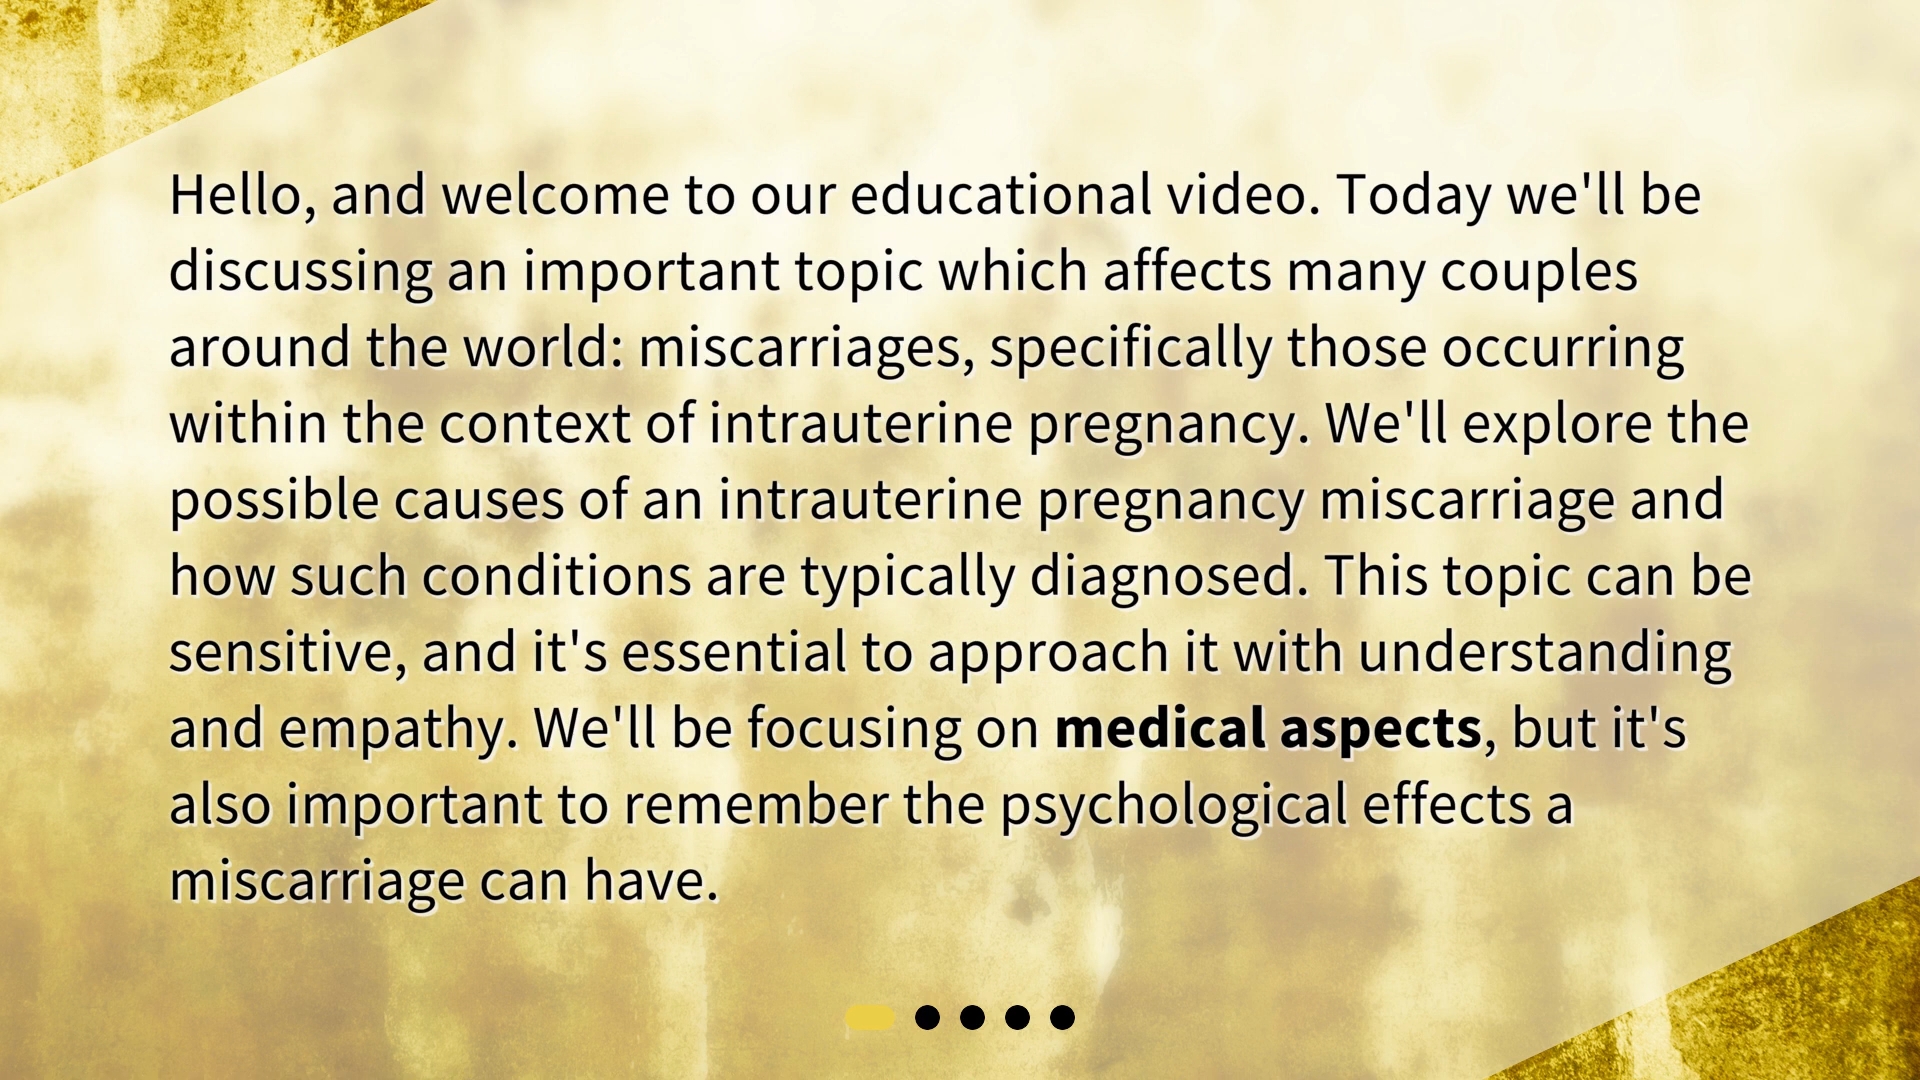 Hello, and welcome to our educational video. Today we'll be
discussing an important topic which affects many couples
around the world: miscarriages, specifically those occurring
within the context of intrauterine pregnancy. We'll explore the
possible causes of an intrauterine pregnancy miscarriage and
how such conditions are typically diagnosed. This topic can be
sensitive, and it's essential to approach it with understanding
and empathy. We'll be focusing on medical aspects, but it's
also important to remember the psychological effects a
miscarriage can have.